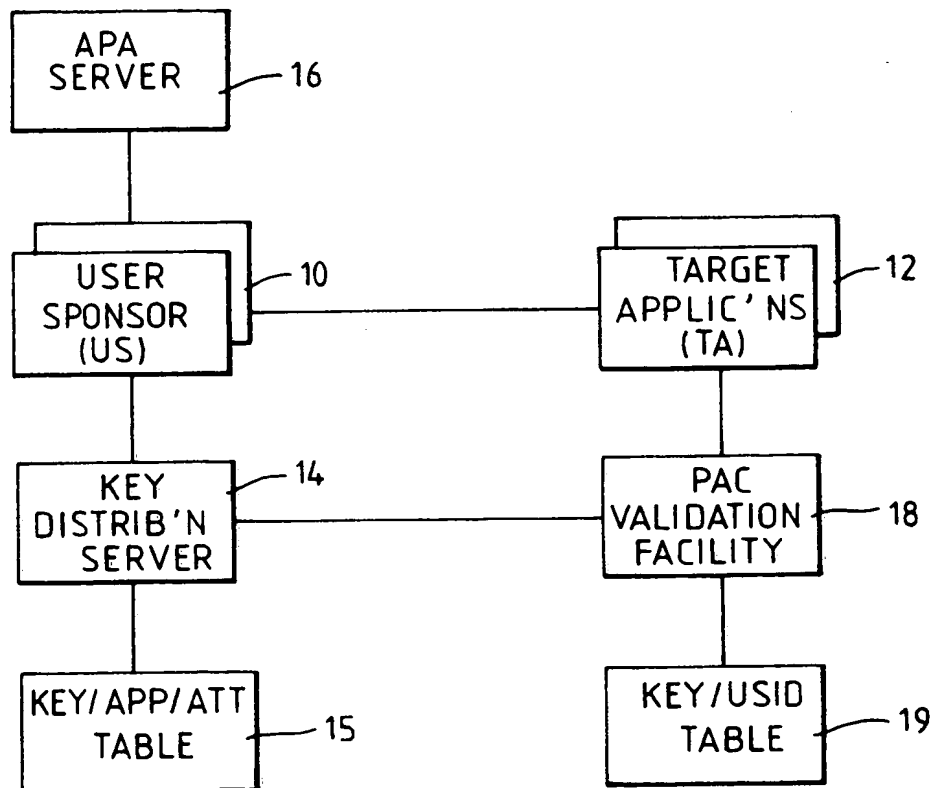 APA
SERVER
16
USER
SPONSOR
(US)
10
TARGET
APPLIC'NS
(TA)
12
KEY
DISTRIB'N
SERVER
14
PAC
VALIDATION
FACILITY
18
KEY/APP/ATT
TABLE
15
KEY/USID
TABLE
19